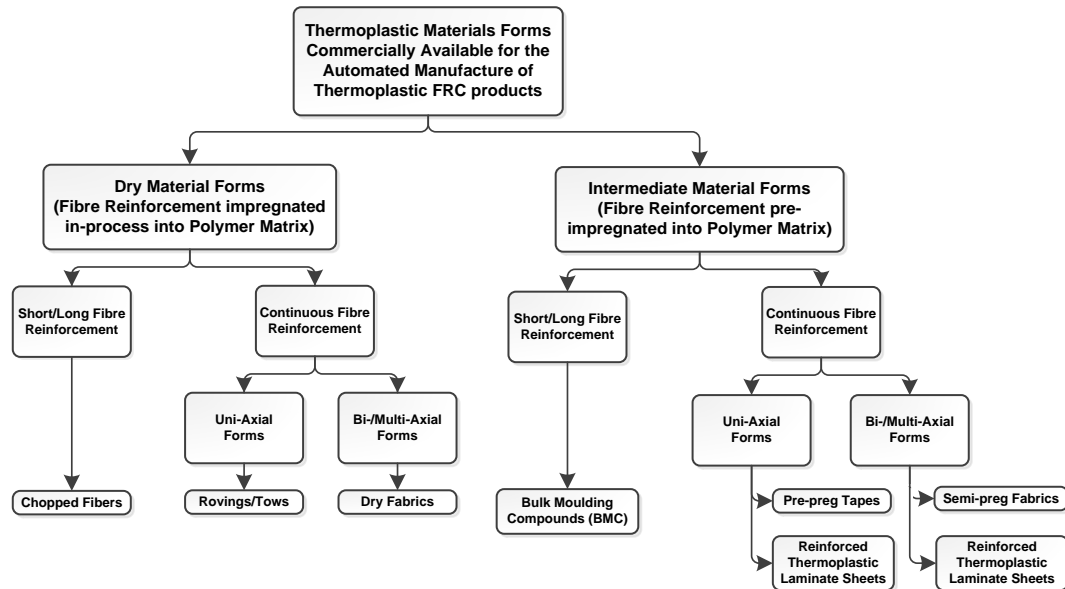 Thermoplastic Materials Forms
Commercially Available for the
Automated Manufacture of
Thermoplastic FRC products
Dry Material Forms
(Fibre Reinforcement impregnated
in-process into Polymer Matrix)
Intermediate Material Forms
(Fibre Reinforcement pre-
impregnated into Polymer Matrix)
Short/Long Fibre
Reinforcement
Continuous Fibre
Reinforcement
Short/Long Fibre
Reinforcement
Continuous Fibre
Reinforcement
Uni-Axial
Forms
Bi-/Multi-Axial
Forms
Uni-Axial
Forms
Bi-/Multi-Axial
Forms
Chopped Fibers
Rovings/Tows
Dry Fabrics
Bulk Moulding
Compounds (BMC)
Pre-preg Tapes
Semi-preg Fabrics
Reinforced
Thermoplastic
Laminate Sheets
Reinforced
Thermoplastic
Laminate Sheets